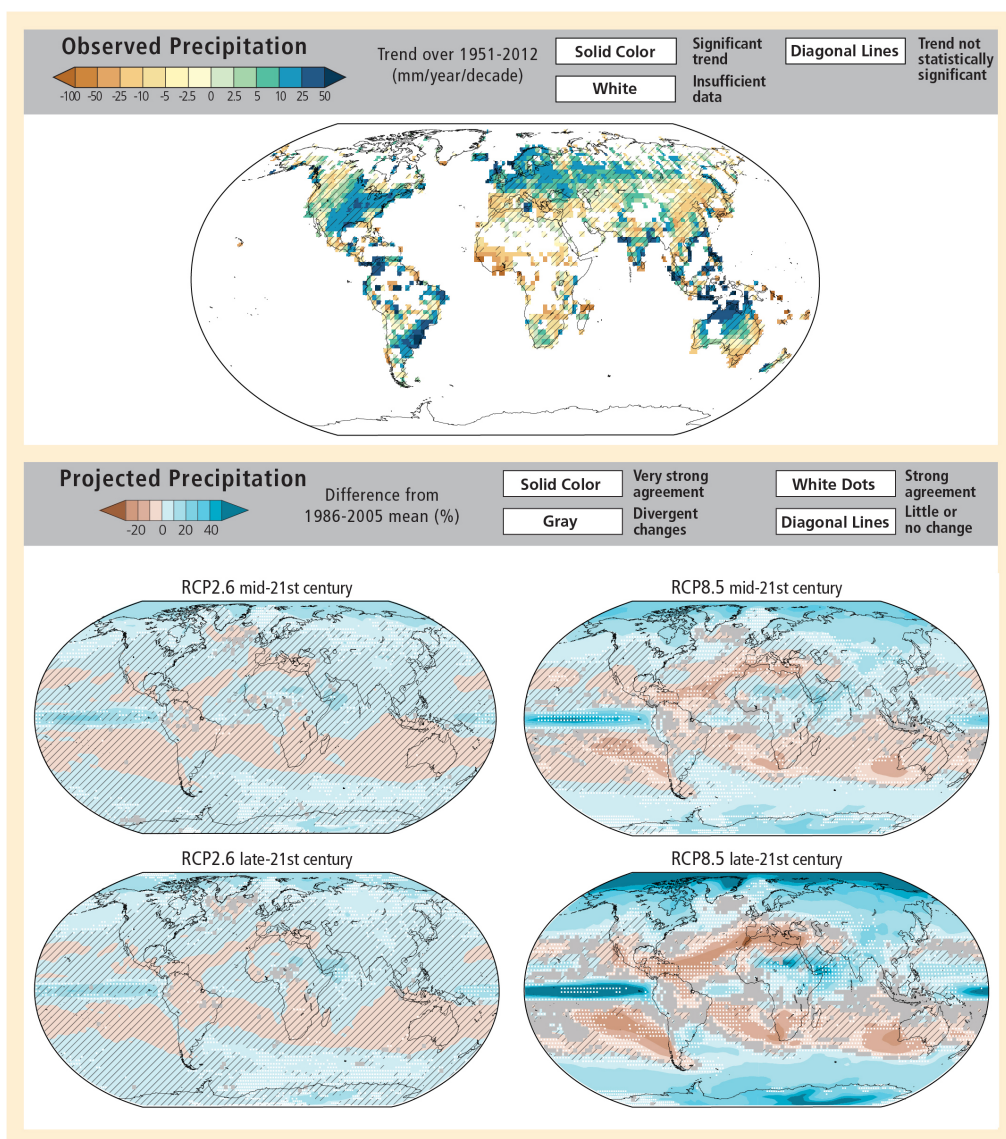 Observed Precipitation
-100 -50 -25 -10 -5 -2.5 0 2.5 5 10 25 50
Trend over 1951-2012
(mm/year/decade)
Solid Color
Significant
trend
Diagonal Lines
Trend not
statistically
significant
White
Insufficient
data
Projected Precipitation
-20 0 20 40
Difference from
1986-2005 mean (%)
Solid Color
Very strong
agreement
White Dots
Strong
agreement
Gray
Divergent
changes
Diagonal Lines
Little or
no change
RCP2.6 mid-21st century
RCP8.5 mid-21st century
RCP2.6 late-21st century
RCP8.5 late-21st century